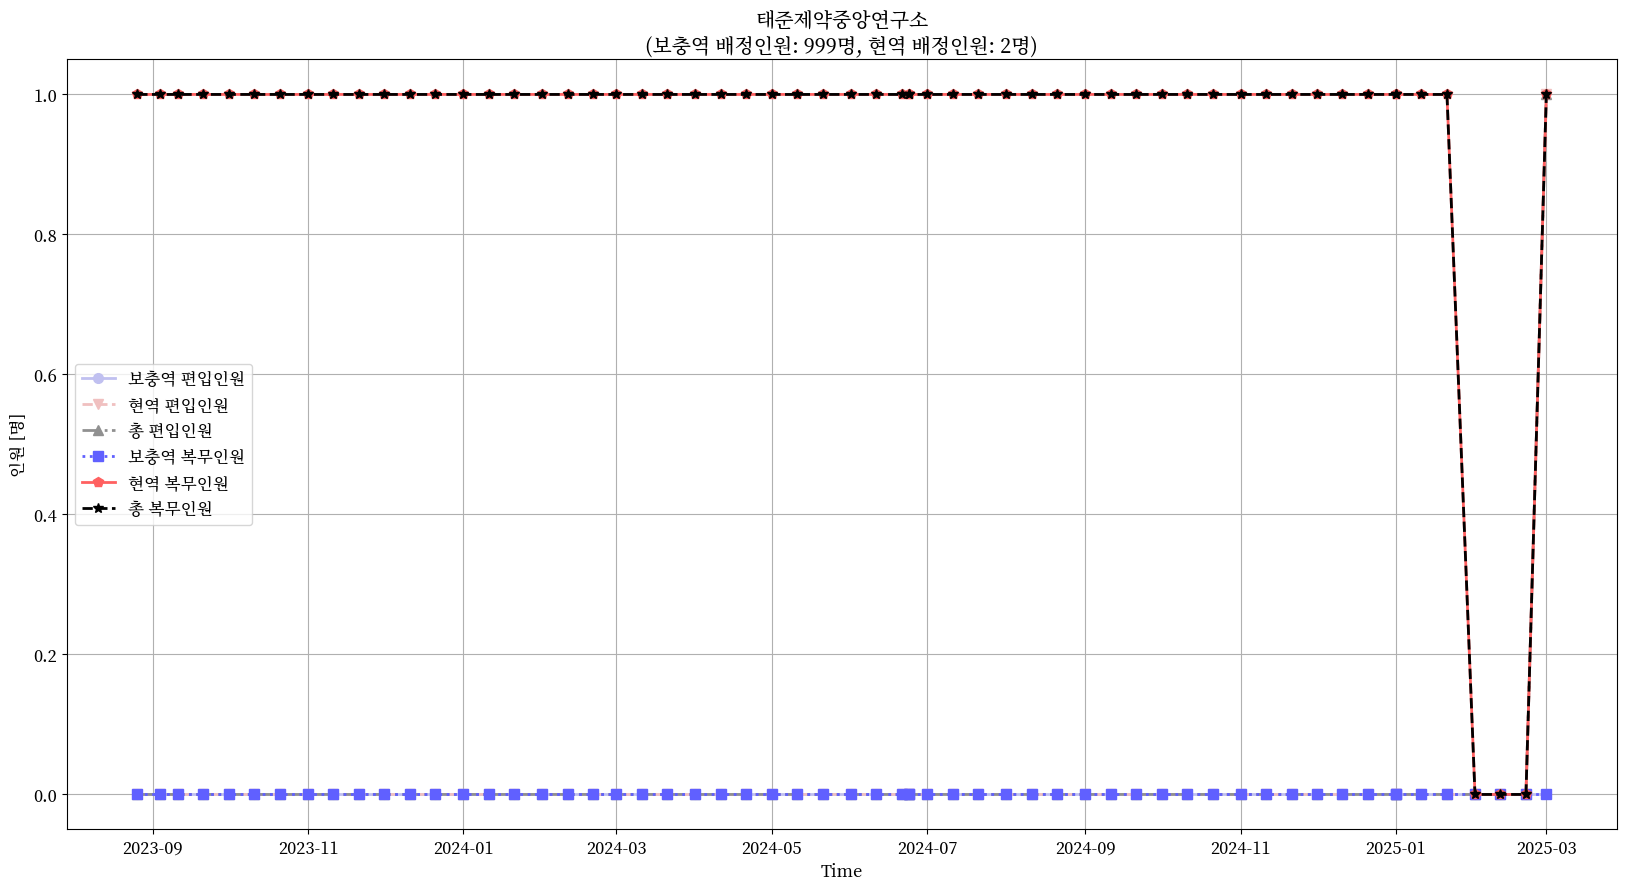 태준제약중앙연구소
(보충역 배정인원: 999명, 현역 배정인원: 2명)
1.0
0.8
0.6
0.4
0.2
0.0
인원 [명]
보충역 편입인원
현역 편입인원
총 편입인원
보충역 복무인원
현역 복무인원
총 복무인원
2023-09
2023-11
2024-01
2024-03
2024-05
2024-07
2024-09
2024-11
2025-01
2025-03
Time